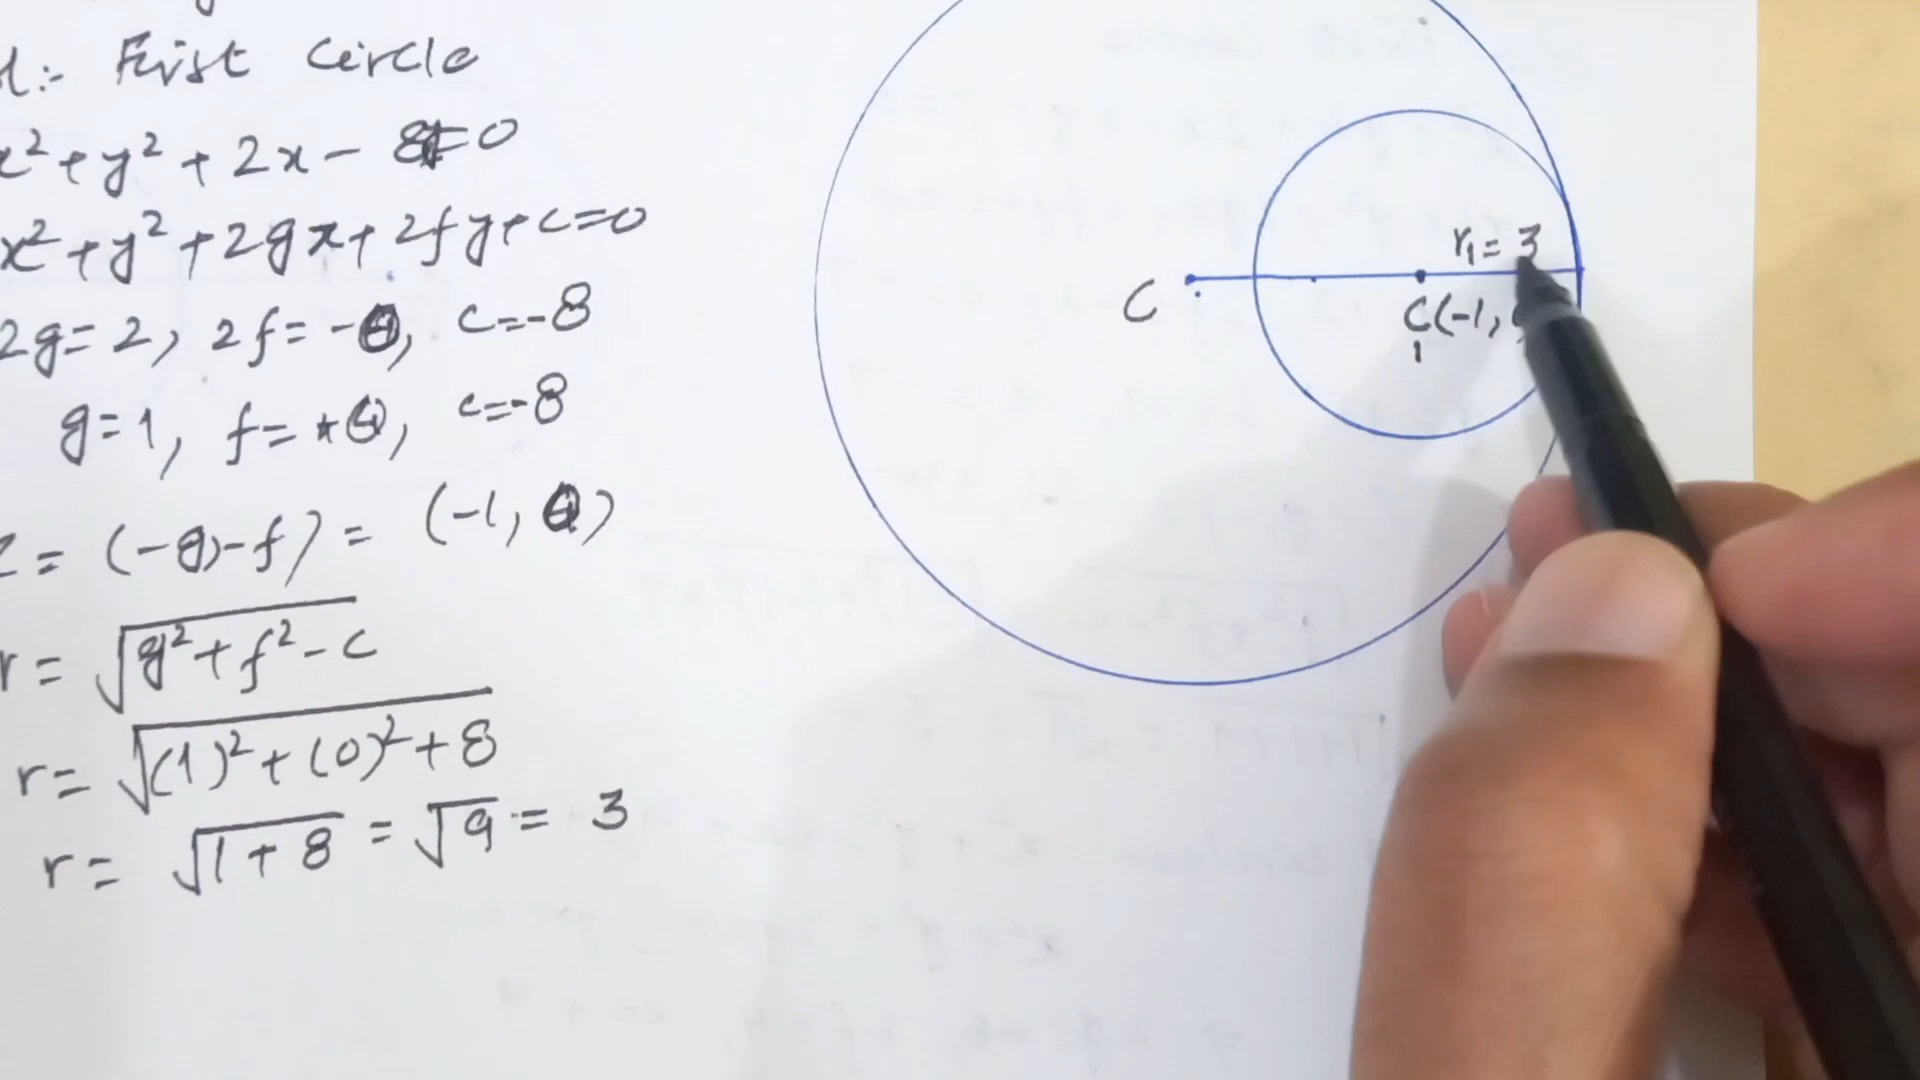 First Circle
x²+y²+2x-8=0
x²+y²+2gx+2fy+c=0
2g=2, 2f=-0, c=-8
g=1, f=0, c=-8
= (-g,-f) = (-1, 0)
r= √g²+f²-c
r= √(1)²+(0)²+8
r= √1+8 = √9 = 3
r₁=3
C
C₁(-1,